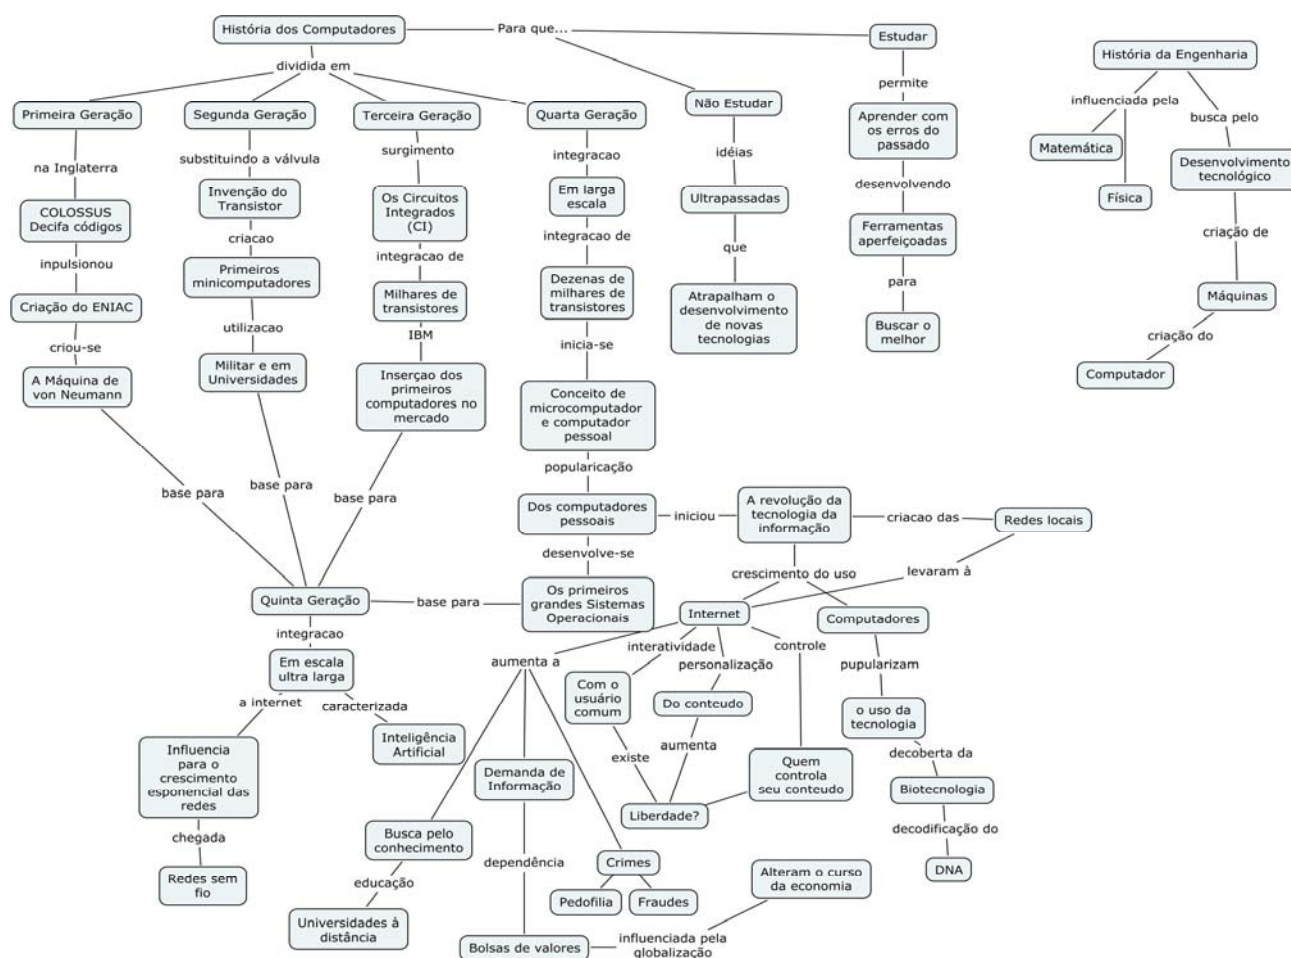 História dos Computadores
Para que...
Estudar
História da Engenharia
dividida em
permite
influenciada pela
busca pelo
Primeira Geração
Segunda Geração
Terceira Geração
Quarta Geração
Não Estudar
Aprender com
os erros do
passado
Matemática
Física
Desenvolvimento
tecnológico
na Inglaterra
substituindo a válvula
surgimento
integracao
idéias
desenvolvendo
criação de
COLOSSUS
Decifa códigos
Invenção do
Transistor
Os Circuitos
Integrados
(CI)
Em larga
escala
Ultrapassadas
Ferramentas
aperfeiçoadas
Máquinas
inpulsionou
criacao
integracao de
integracao de
que
para
criação do
Criação do ENIAC
Primeiros
minicomputadores
Milhares de
transistores
Dezenas de
milhares de
transistores
Atrapalham o
desenvolvimento
de novas
tecnologias
Buscar o
melhor
Computador
criou-se
utilizacao
IBM
inicia-se
A Máquina de
von Neumann
Militar e em
Universidades
Inserçao dos
primeiros
computadores no
mercado
Conceito de
microcomputador
e computador
pessoal
popularicação
base para
base para
base para
Dos computadores
pessoais
iniciou
A revolução da
tecnologia da
informação
criacao das
Redes locais
desenvolve-se
crescimento do uso
levaram à
Quinta Geração
base para
Os primeiros
grandes Sistemas
Operacionais
Internet
Computadores
integracao
aumenta a
interatividade
personalização
controle
pupularizam
Em escala
ultra larga
Com o
usuário
comum
Do conteudo
o uso da
tecnologia
a internet
caracterizada
existe
aumenta
decoberta da
Influencia
para o
crescimento
esponencial das
redes
Inteligência
Artificial
Demanda de
Informação
Quem
controla
seu conteudo
Biotecnologia
Liberdade?
decodificação do
chegada
Busca pelo
conhecimento
dependência
Crimes
Alteram o curso
da economia
DNA
Redes sem
fio
educação
Pedofilia
Fraudes
Universidades à
distância
Bolsas de valores
influenciada pela
globalização